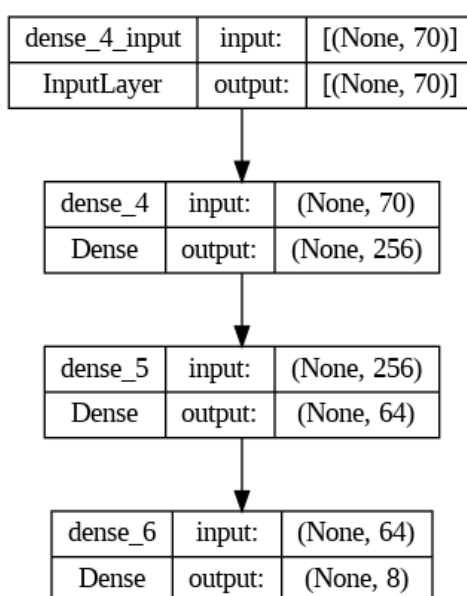 dense_4_input input: [(None, 70)]
InputLayer output: [(None, 70)]
dense_4 input: (None, 70)
Dense output: (None, 256)
dense_5 input: (None, 256)
Dense output: (None, 64)
dense_6 input: (None, 64)
Dense output: (None, 8)